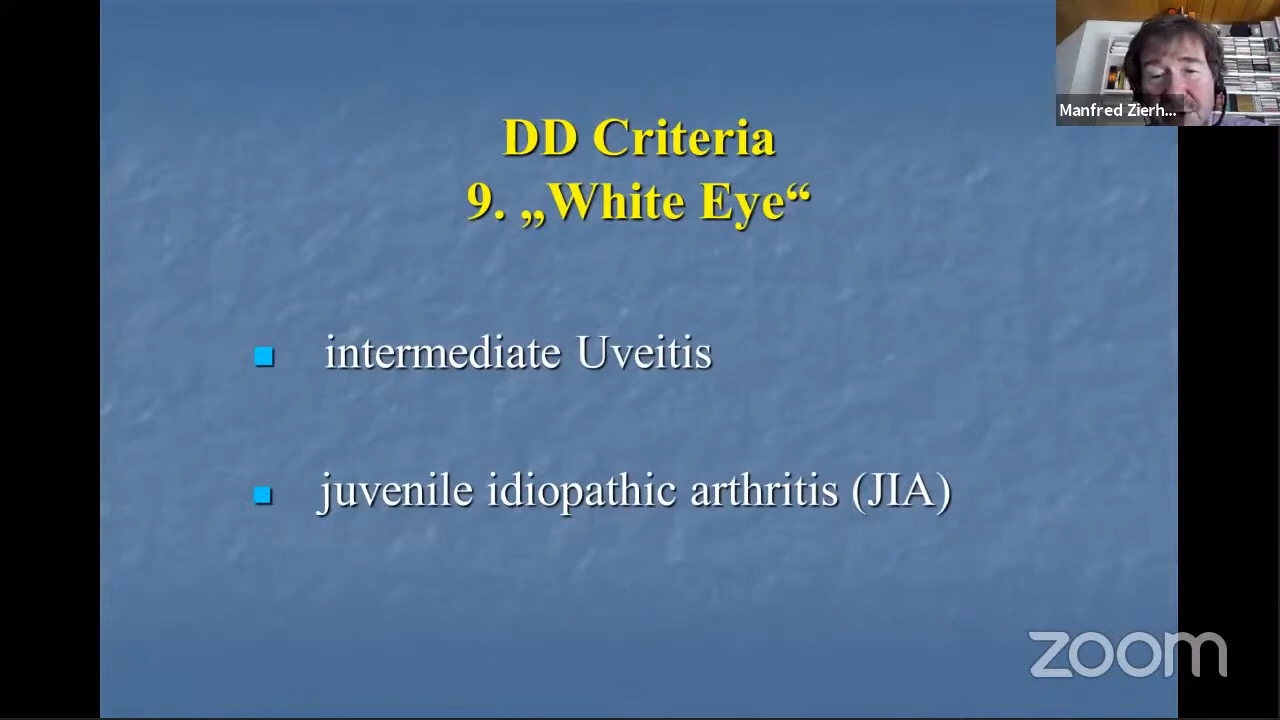 Manfred Zierh...
DD Criteria
9. „White Eye“
intermediate Uveitis
juvenile idiopathic arthritis (JIA)
zoom